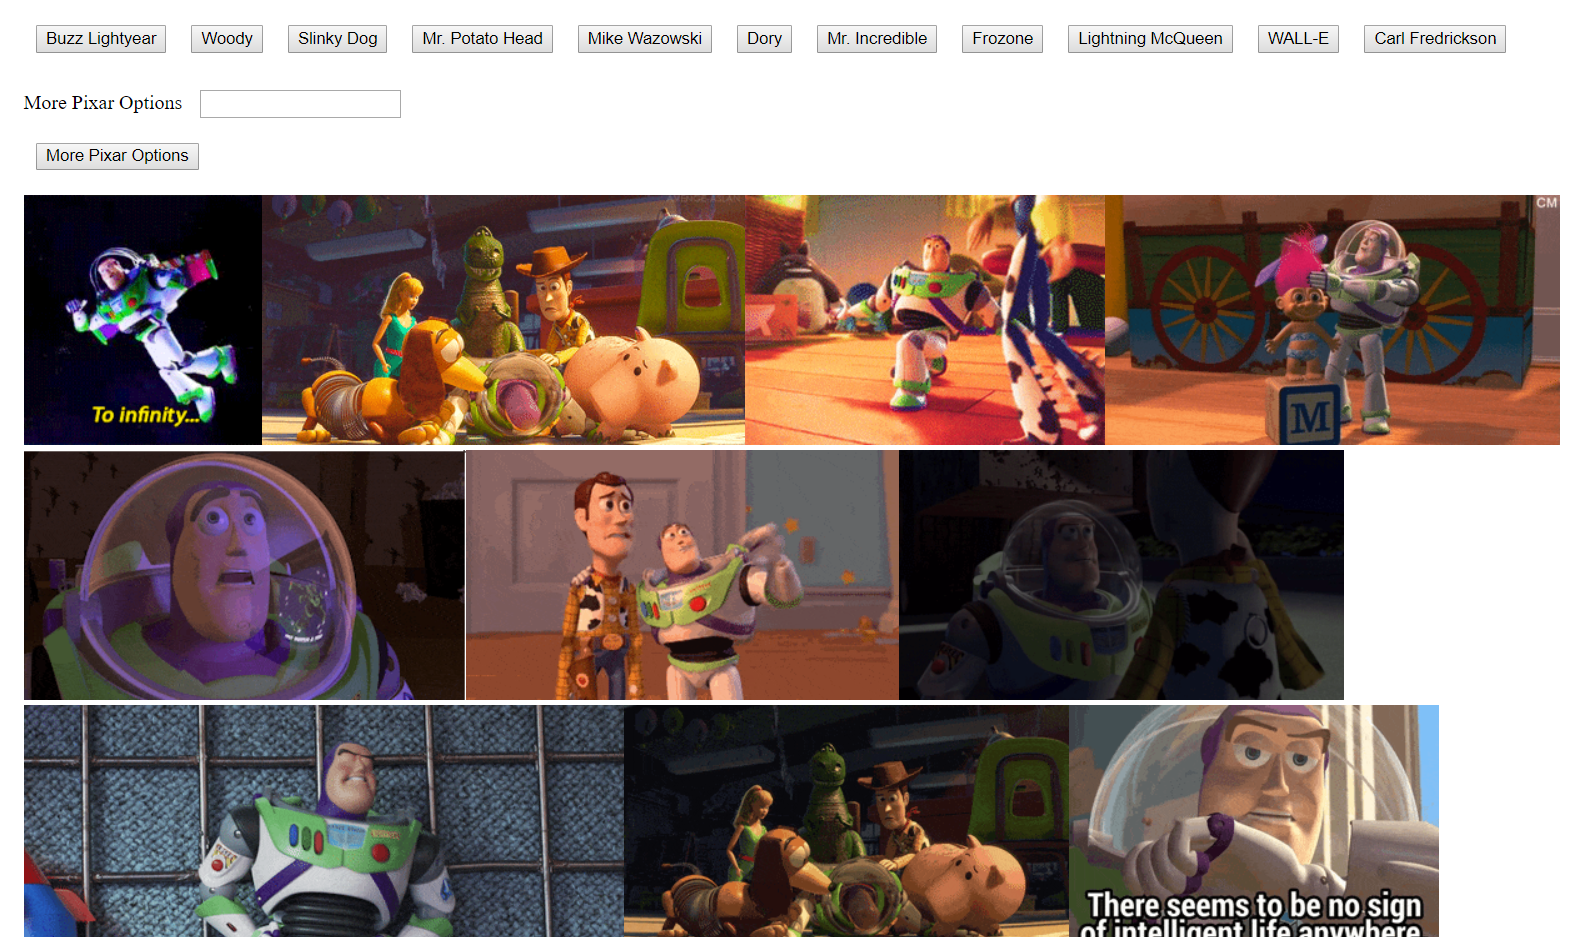 Buzz Lightyear Woody Slinky Dog Mr. Potato Head Mike Wazowski Dory Mr. Incredible Frozone Lightning McQueen WALL-E Carl Fredrickson
More Pixar Options
More Pixar Options
CM
To infinity...
M
There seems to be no sign
of intelligent life anywhere